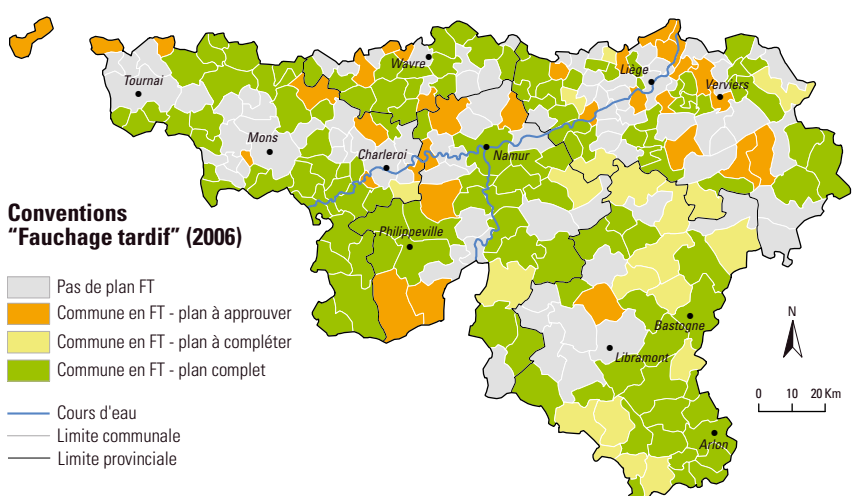 Tournai
Wavre
Liège
Verviers
Mons
Charleroi
Namur
Philippeville
Bastogne
Libramont
Arlon
Conventions
“Fauchage tardif” (2006)
Pas de plan FT
Commune en FT - plan à approuver
Commune en FT - plan à compléter
Commune en FT - plan complet
Cours d'eau
Limite communale
Limite provinciale
N
0 10 20 Km